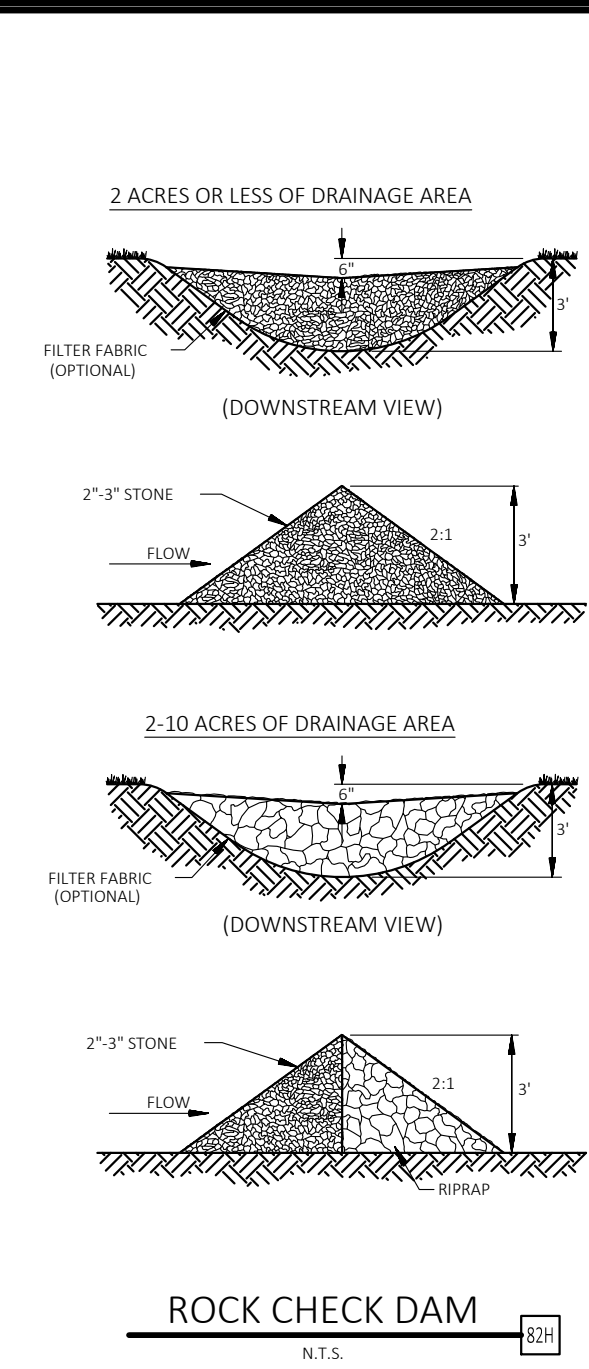 2 ACRES OR LESS OF DRAINAGE AREA
6"
3'
FILTER FABRIC
(OPTIONAL)
(DOWNSTREAM VIEW)
2"-3" STONE
2:1
3'
FLOW
2-10 ACRES OF DRAINAGE AREA
6"
3'
FILTER FABRIC
(OPTIONAL)
(DOWNSTREAM VIEW)
2"-3" STONE
2:1
3'
FLOW
RIPRAP
ROCK CHECK DAM
82H
N.T.S.